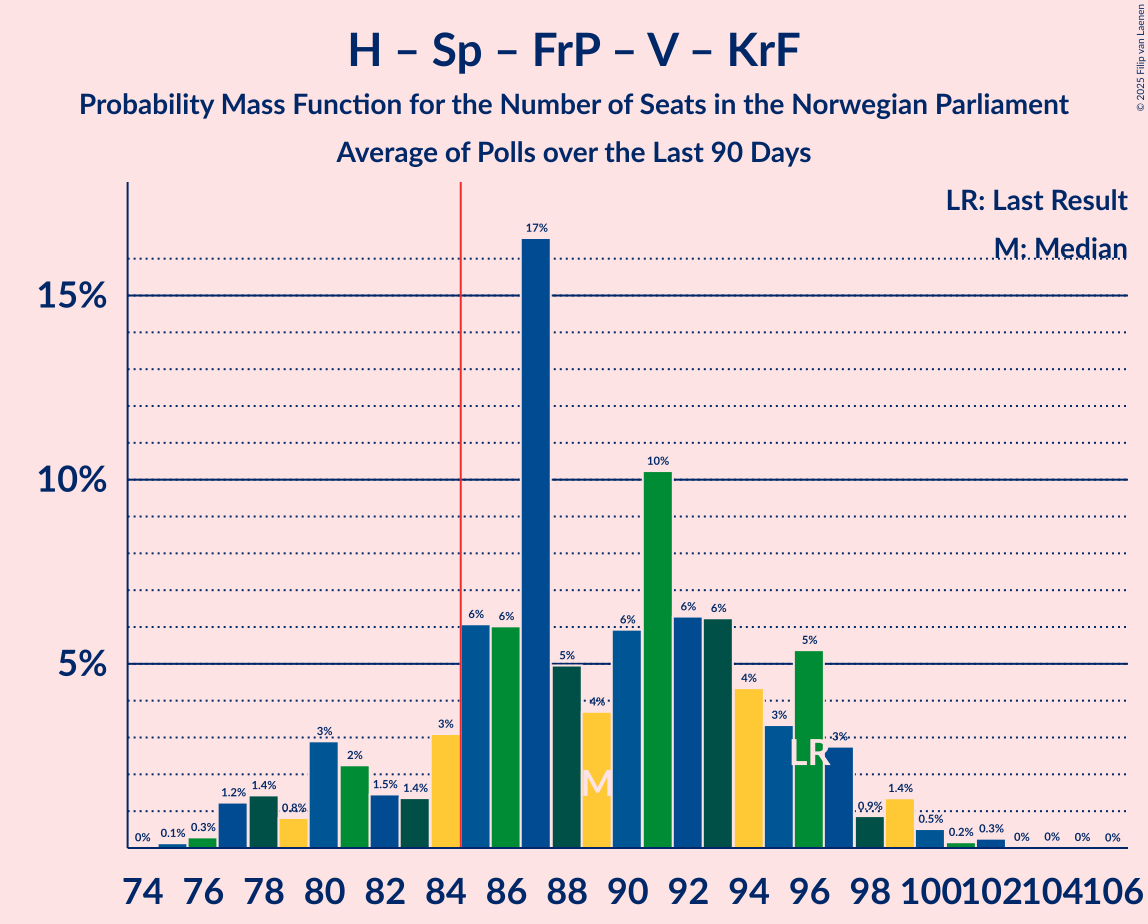 H – Sp – FrP – V – KrF
Probability Mass Function for the Number of Seats in the Norwegian Parliament
Average of Polls over the Last 90 Days
© 2025 Filip van Laenen
LR: Last Result
M: Median
15%
10%
5%
0% 0.1% 0.3% 1.2% 1.4% 0.8% 3% 2% 1.5% 1.4% 3% 6% 6% 17% 5% 4% 6% 10% 6% 6% 4% 3% 5% 3% 0.9% 1.4% 0.5% 0.2% 0.3% 0% 0% 0% 0%
M
LR
74 76 78 80 82 84 86 88 90 92 94 96 98 100 102 104 106